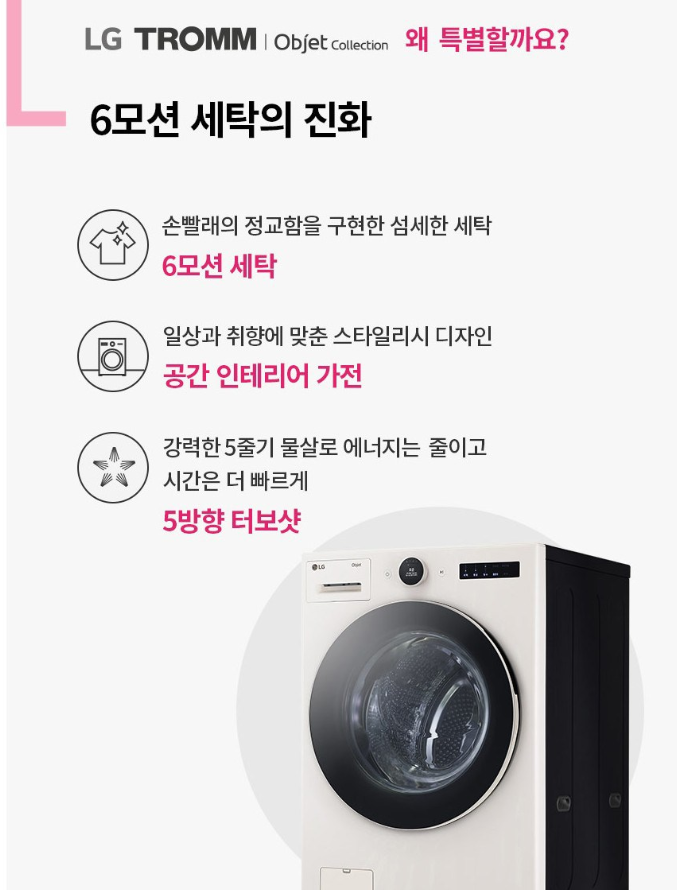 LG TROMM | Objet Collection 왜 특별할까요?
6모션 세탁의 진화
손빨래의 정교함을 구현한 섬세한 세탁
6모션 세탁
일상과 취향에 맞춘 스타일리시 디자인
공간 인테리어 가전
강력한 5줄기 물살로 에너지는 줄이고
시간은 더 빠르게
5방향 터보샷
LG Objet